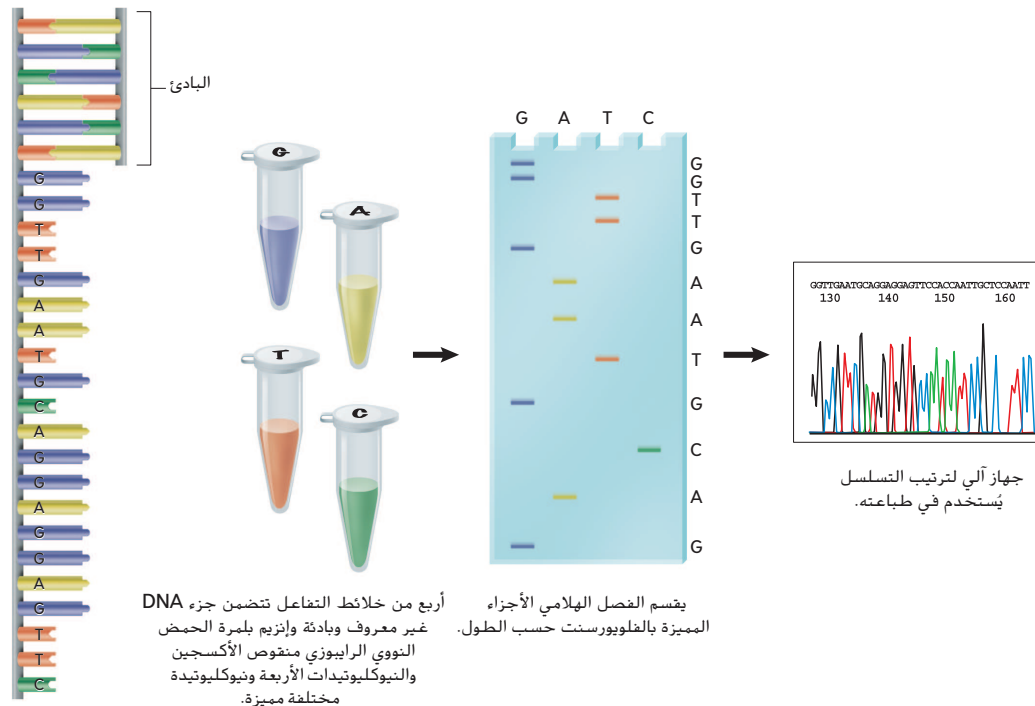 البادئ
G
G
T
T
G
A
A
T
G
C
A
G
G
A
G
G
A
G
T
T
C
G
A
T
C
أربع من خلائط التفاعل تتضمن جزء DNA
غير معروف وبادئة وإنزيم بلمرة الحمض
النووي الرايبوزي منقوص الأكسجين
والنيوكليوتيدات الأربعة ونيوكليوتيدة
مختلفة مميزة.
G A T C
G
G
T
T
G
A
A
T
G
C
A
G
يقسم الفصل الهلامي الأجزاء
المميزة بالفلويورسنت حسب الطول.
GGTTGAATGCAGGAGGAGTTCCACCAATTGCTCCAATT
130 140 150 160
جهاز آلي لترتيب التسلسل
يُستخدم في طباعته.